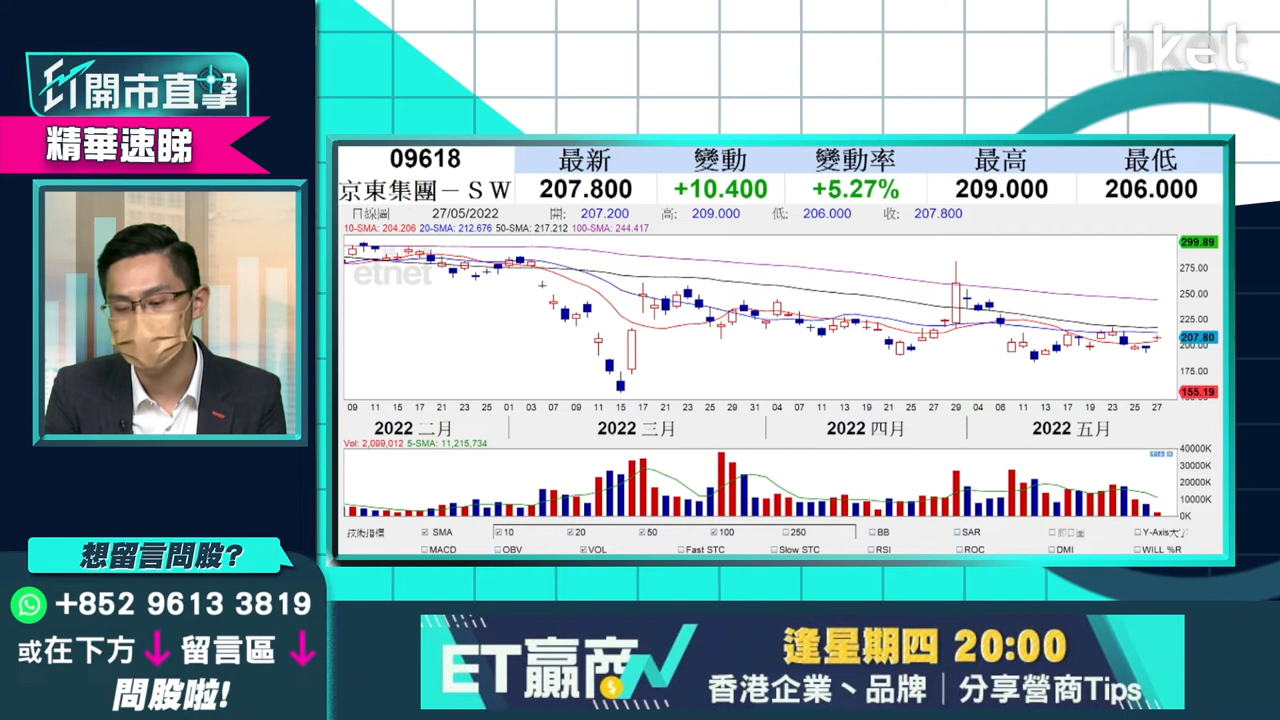 hket
ET開市直擊
精華速睇
09618 最新 變動 變動率 最高 最低
京東集團－ＳＷ 207.800 +10.400 +5.27% 209.000 206.000
日線圖 27/05/2022 開: 207.200 高: 209.000 低: 206.000 收: 207.800
10-SMA: 204.206 20-SMA: 212.676 50-SMA: 217.212 100-SMA: 244.417
etnet
299.89
275.00
250.00
225.00
207.80
200.00
175.00
155.19
09 11 15 17 21 23 25 01 03 07 09 11 15 17 21 23 25 29 31 04 07 11 13 19 21 25 27 29 04 06 11 13 17 19 23 25 27
2022 二月 2022 三月 2022 四月 2022 五月
Vol: 2,099,012 5-SMA: 11,215,734
40000K
30000K
20000K
10000K
0K
技術指標 SMA 10 20 50 100 250 BB SAR Y-Axis大小
MACD OBV VOL Fast STC Slow STC RSI ROC DMI WILL %R
想留言問股?
+852 9613 3819
或在下方 留言區
問股啦!
ET贏商 逢星期四 20:00
香港企業、品牌｜分享營商Tips